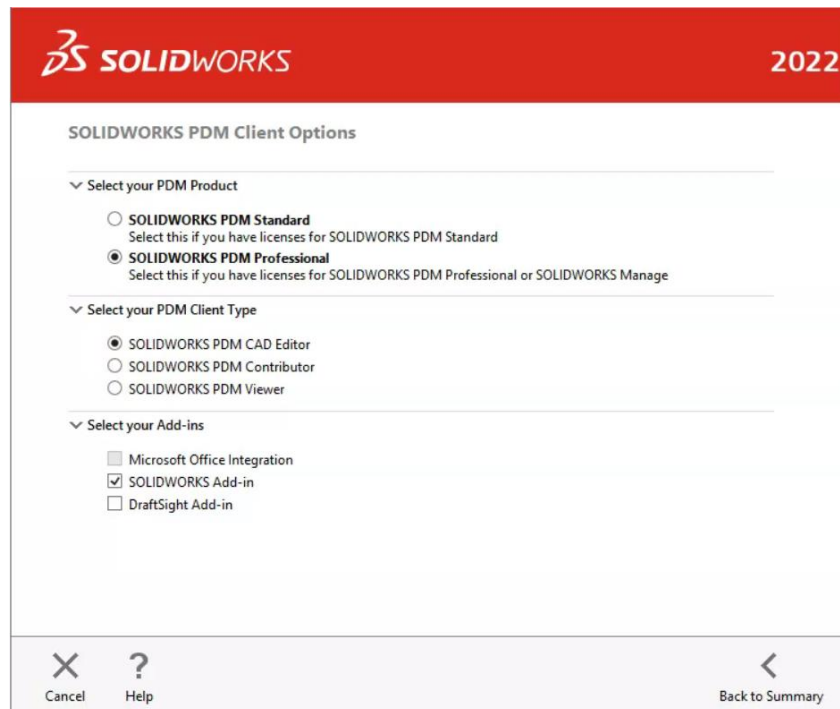 SOLIDWORKS
2022
SOLIDWORKS PDM Client Options
Select your PDM Product
SOLIDWORKS PDM Standard
Select this if you have licenses for SOLIDWORKS PDM Standard
SOLIDWORKS PDM Professional
Select this if you have licenses for SOLIDWORKS PDM Professional or SOLIDWORKS Manage
Select your PDM Client Type
SOLIDWORKS PDM CAD Editor
SOLIDWORKS PDM Contributor
SOLIDWORKS PDM Viewer
Select your Add-ins
Microsoft Office Integration
SOLIDWORKS Add-in
DraftSight Add-in
Cancel
Help
Back to Summary